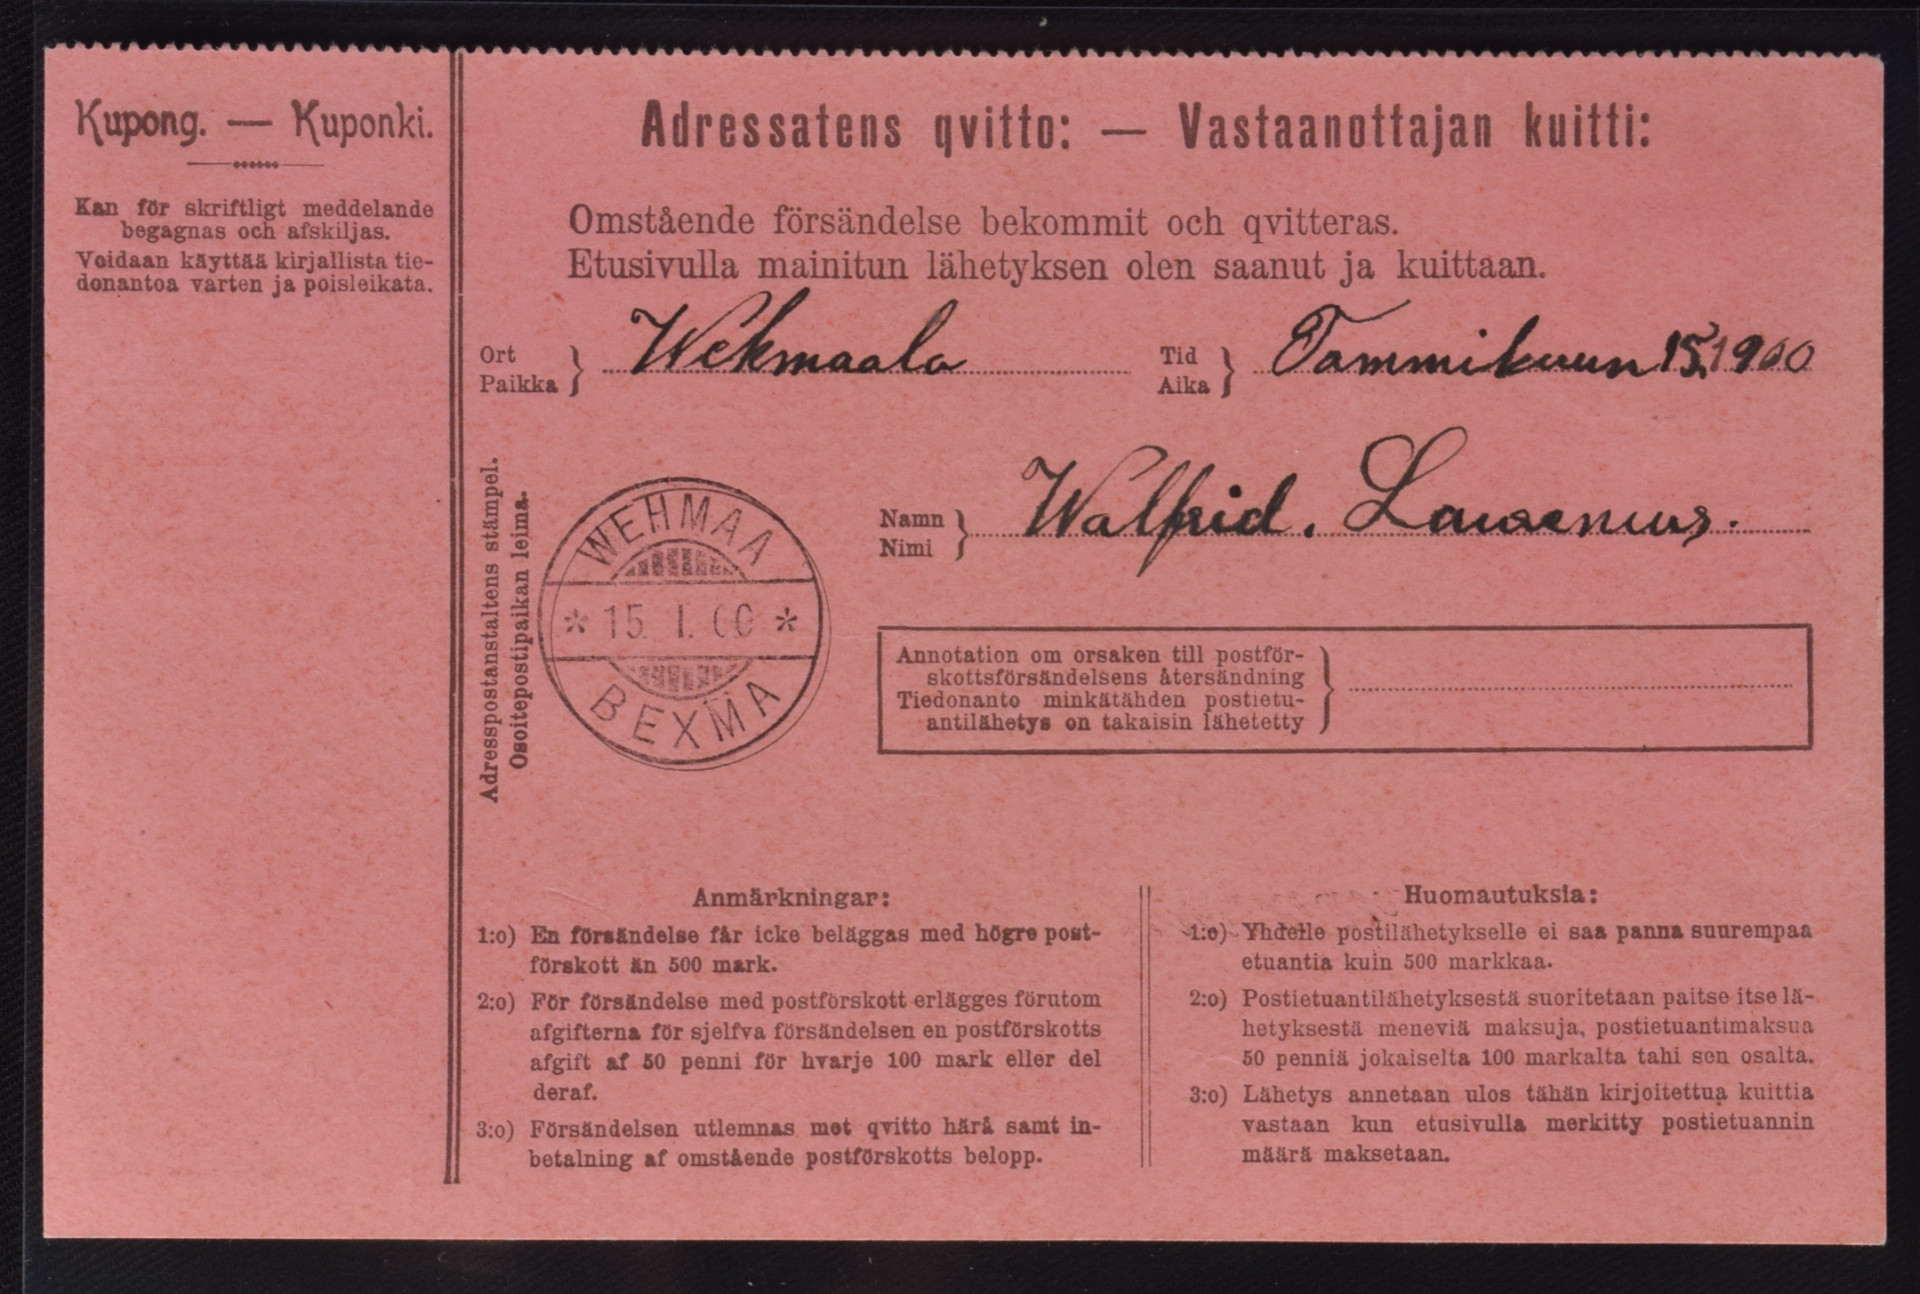 Kupong. — Kuponki.
Kan för skriftligt meddelande
begagnas och afskiljas.
Voidaan käyttää kirjallista tie-
donantoa varten ja poisleikata.
Adressatens qvitto: — Vastaanottajan kuitti:
Omstående försändelse bekommit och qvitteras.
Etusivulla mainitun lähetyksen olen saanut ja kuittaan.
Ort
Paikka
Wehmaala
Tid
Aika
Tammikuun 15, 1900
Adresspostanstaltens stämpel.
Osoitepostipaikan leima.
WEHMAA
* 15. I. 00 *
ВЕХМА
Namn
Nimi
Walfrid.
Annotation om orsaken till postför-
skottsförsändelsens återsändning
Tiedonanto minkätähden postietu-
antilähetys on takaisin lähetetty
Anmärkningar:
1:o) En försändelse får icke beläggas med högre post-
förskott än 500 mark.
2:o) För försändelse med postförskott erlägges förutom
afgifterna för sjelfva försändelsen en postförskotts
afgift af 50 penni för hvarje 100 mark eller del
deraf.
3:o) Försändelsen utlemnas mot qvitto härå samt in-
betalning af omstående postförskotts belopp.
Huomautuksia:
1:o) Yhdelle postilähetykselle ei saa panna suurempaa
etuantia kuin 500 markkaa.
2:o) Postietuantilähetyksestä suoritetaan paitse itse lä-
hetyksestä meneviä maksuja, postietuantimaksua
50 penniä jokaiselta 100 markalta tahi sen osalta.
3:o) Lähetys annetaan ulos tähän kirjoitettua kuittia
vastaan kun etusivulla merkitty postietuannin
määrä maksetaan.